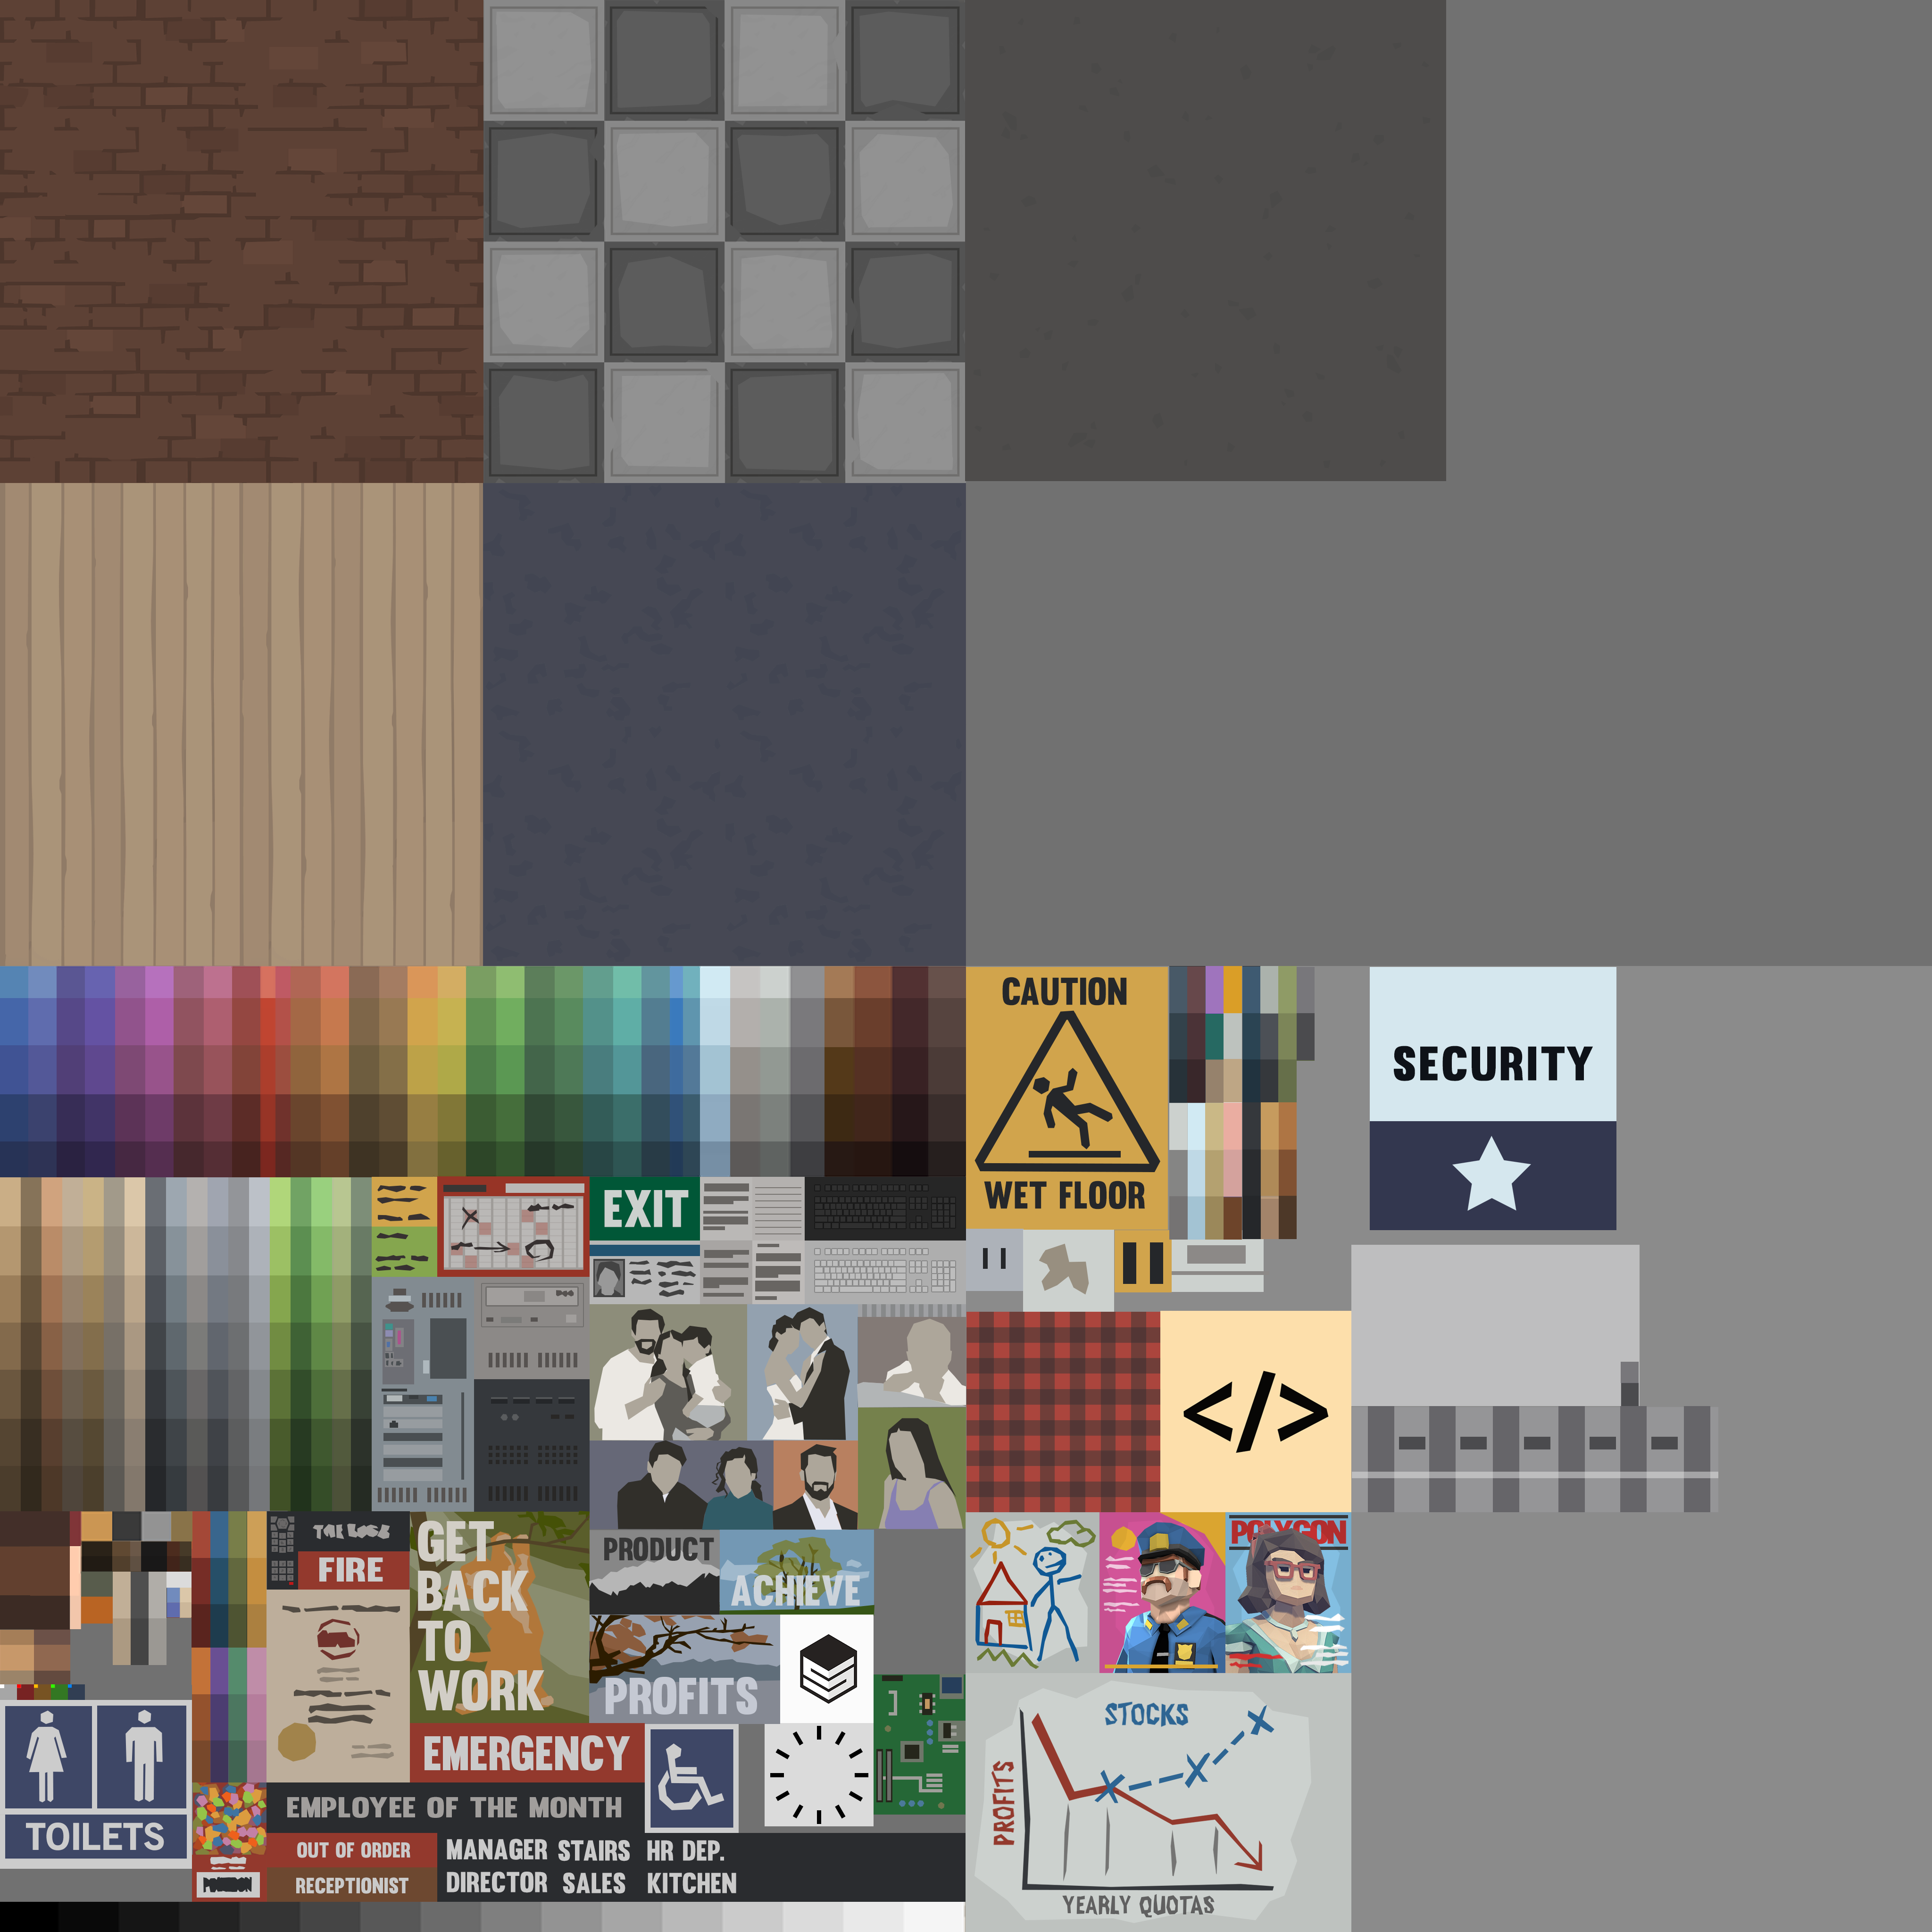 CAUTION
WET FLOOR
SECURITY
EXIT
</>
FIRE
GET
BACK
TO
WORK
PRODUCT
ACHIEVE
PROFITS
POLYGON
EMERGENCY
TOILETS
EMPLOYEE OF THE MONTH
OUT OF ORDER
RECEPTIONIST
MANAGER STAIRS HR DEP.
DIRECTOR SALES KITCHEN
STOCKS
PROFITS
YEARLY QUOTAS